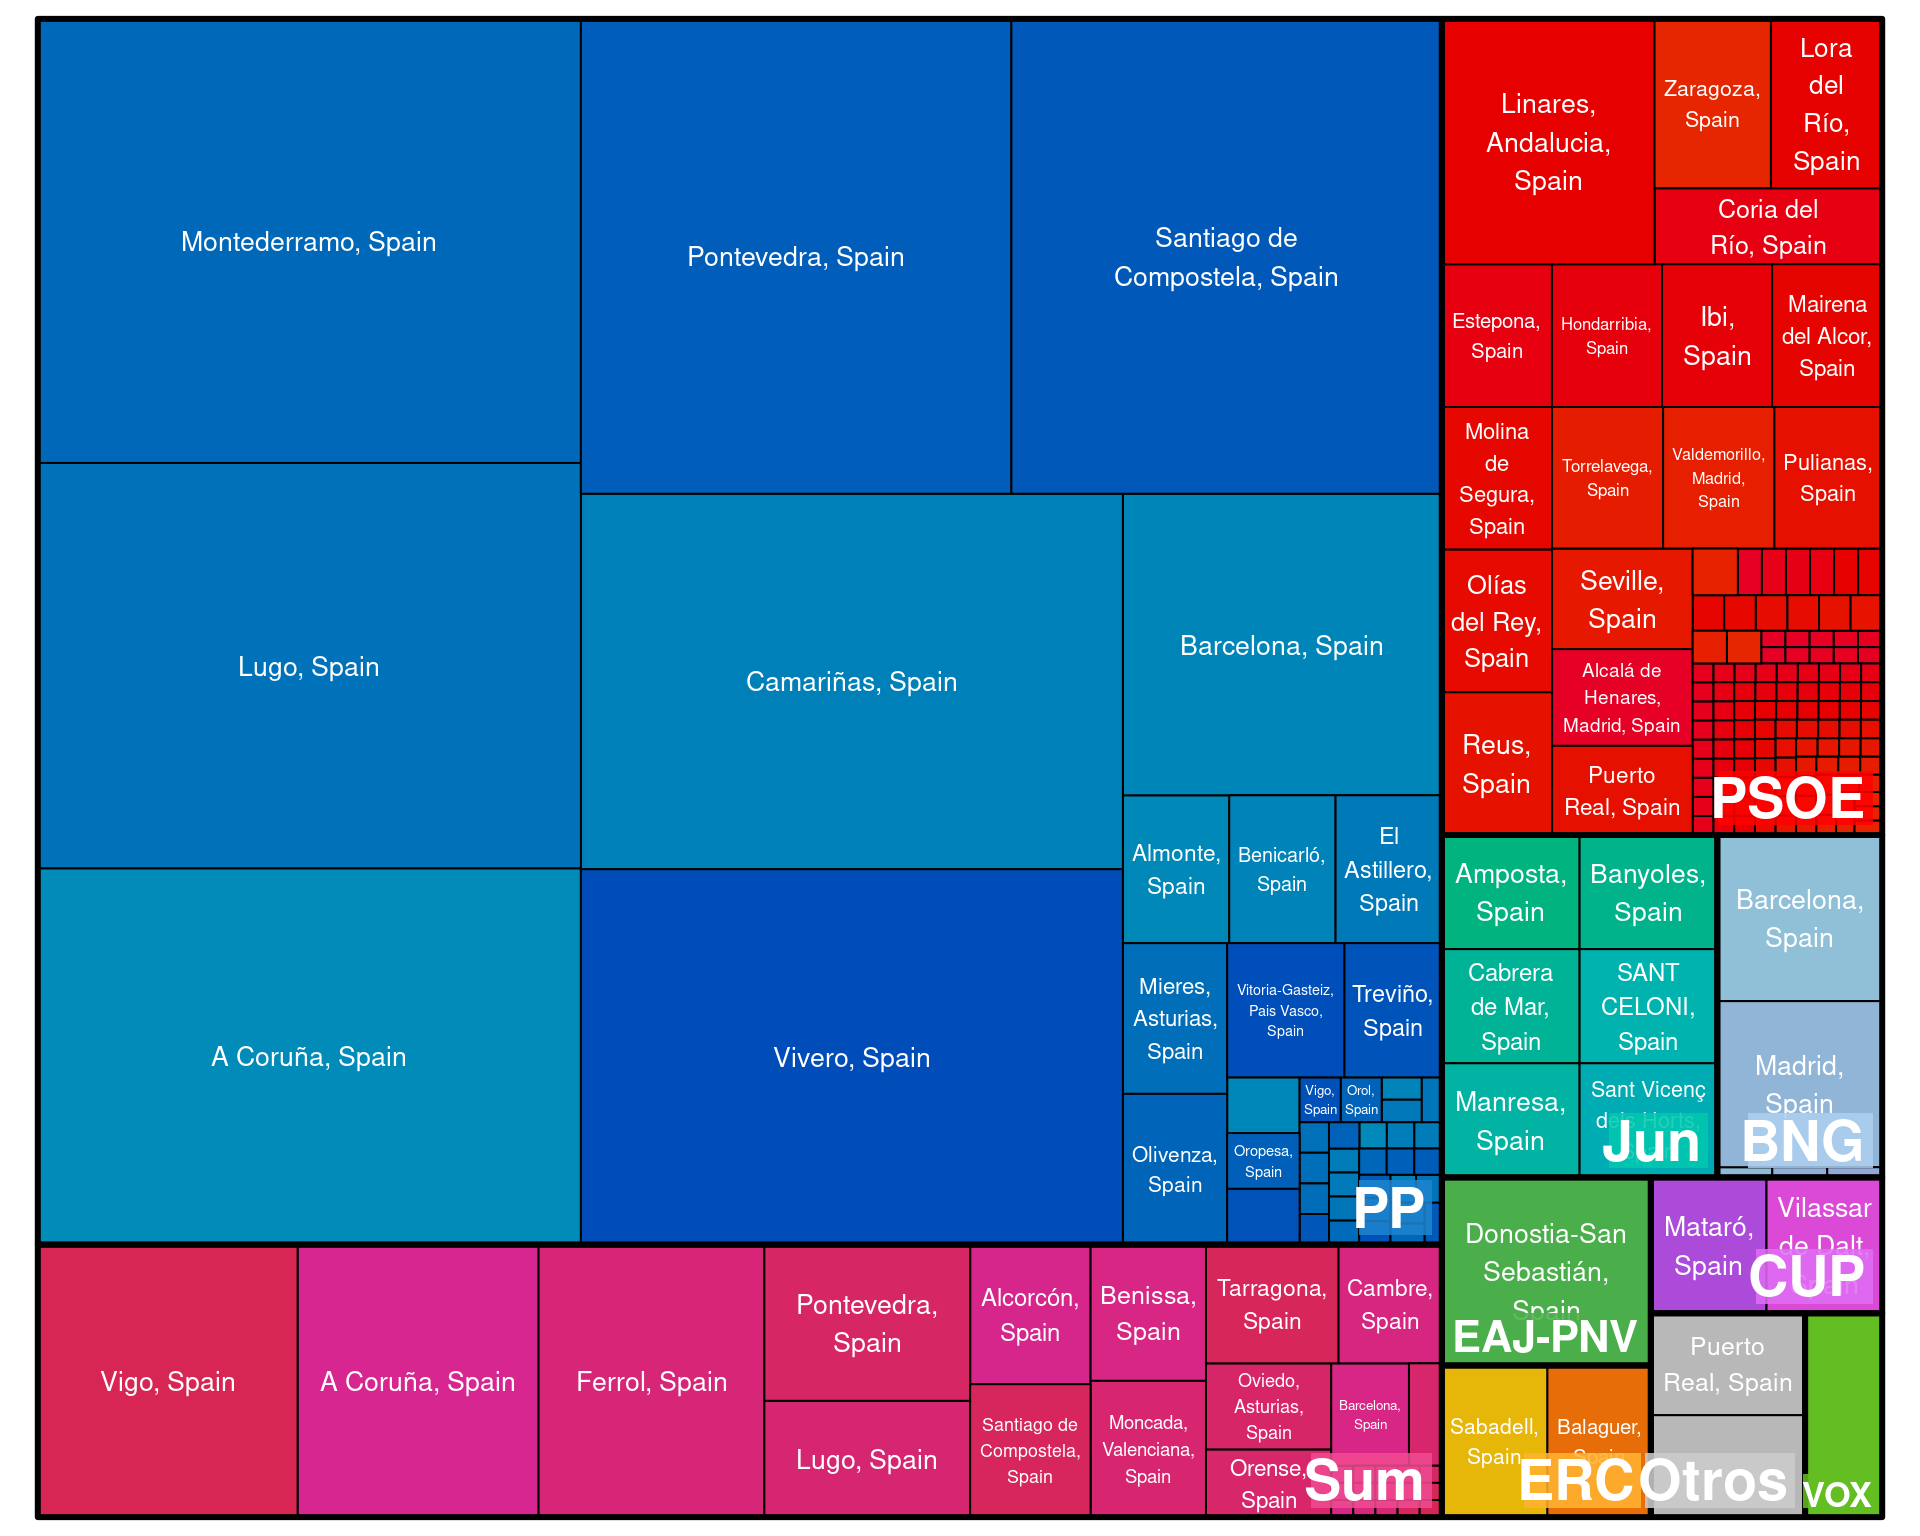 Montederramo, Spain
Lugo, Spain
A Coruña, Spain
Pontevedra, Spain
Santiago de
Compostela, Spain
Camariñas, Spain
Barcelona, Spain
Vivero, Spain
Almonte,
Spain
Benicarló,
Spain
El
Astillero,
Spain
Mieres,
Asturias,
Spain
Vitoria-Gasteiz,
Pais Vasco,
Spain
Treviño,
Spain
Olivenza,
Spain
Vigo,
Spain
Orol,
Spain
Oropesa,
Spain
PP
Vigo, Spain
A Coruña, Spain
Ferrol, Spain
Pontevedra,
Spain
Lugo, Spain
Alcorcón,
Spain
Santiago de
Compostela,
Spain
Benissa,
Spain
Moncada,
Valenciana,
Spain
Tarragona,
Spain
Cambre,
Spain
Oviedo,
Asturias,
Spain
Barcelona,
Spain
Orense,
Spain
Sum
Linares,
Andalucia,
Spain
Zaragoza,
Spain
Lora
del
Río,
Spain
Coria del
Río, Spain
Estepona,
Spain
Hondarribia,
Spain
Ibi,
Spain
Mairena
del Alcor,
Spain
Molina
de
Segura,
Spain
Torrelavega,
Spain
Valdemorillo,
Madrid,
Spain
Pulianas,
Spain
Olías
del Rey,
Spain
Seville,
Spain
Alcalá de
Henares,
Madrid, Spain
Reus,
Spain
Puerto
Real, Spain
PSOE
Amposta,
Spain
Banyoles,
Spain
Cabrera
de Mar,
Spain
SANT
CELONI,
Spain
Manresa,
Spain
Sant Vicenç
dels Horts,
Jun
Barcelona,
Spain
Madrid,
Spain
BNG
Donostia-San
Sebastián,
Spain
EAJ-PNV
Mataró,
Spain
Vilassar
de Dalt,
Spain
CUP
Sabadell,
Spain
Balaguer,
Spain
ERC
Puerto
Real, Spain
Otros
VOX